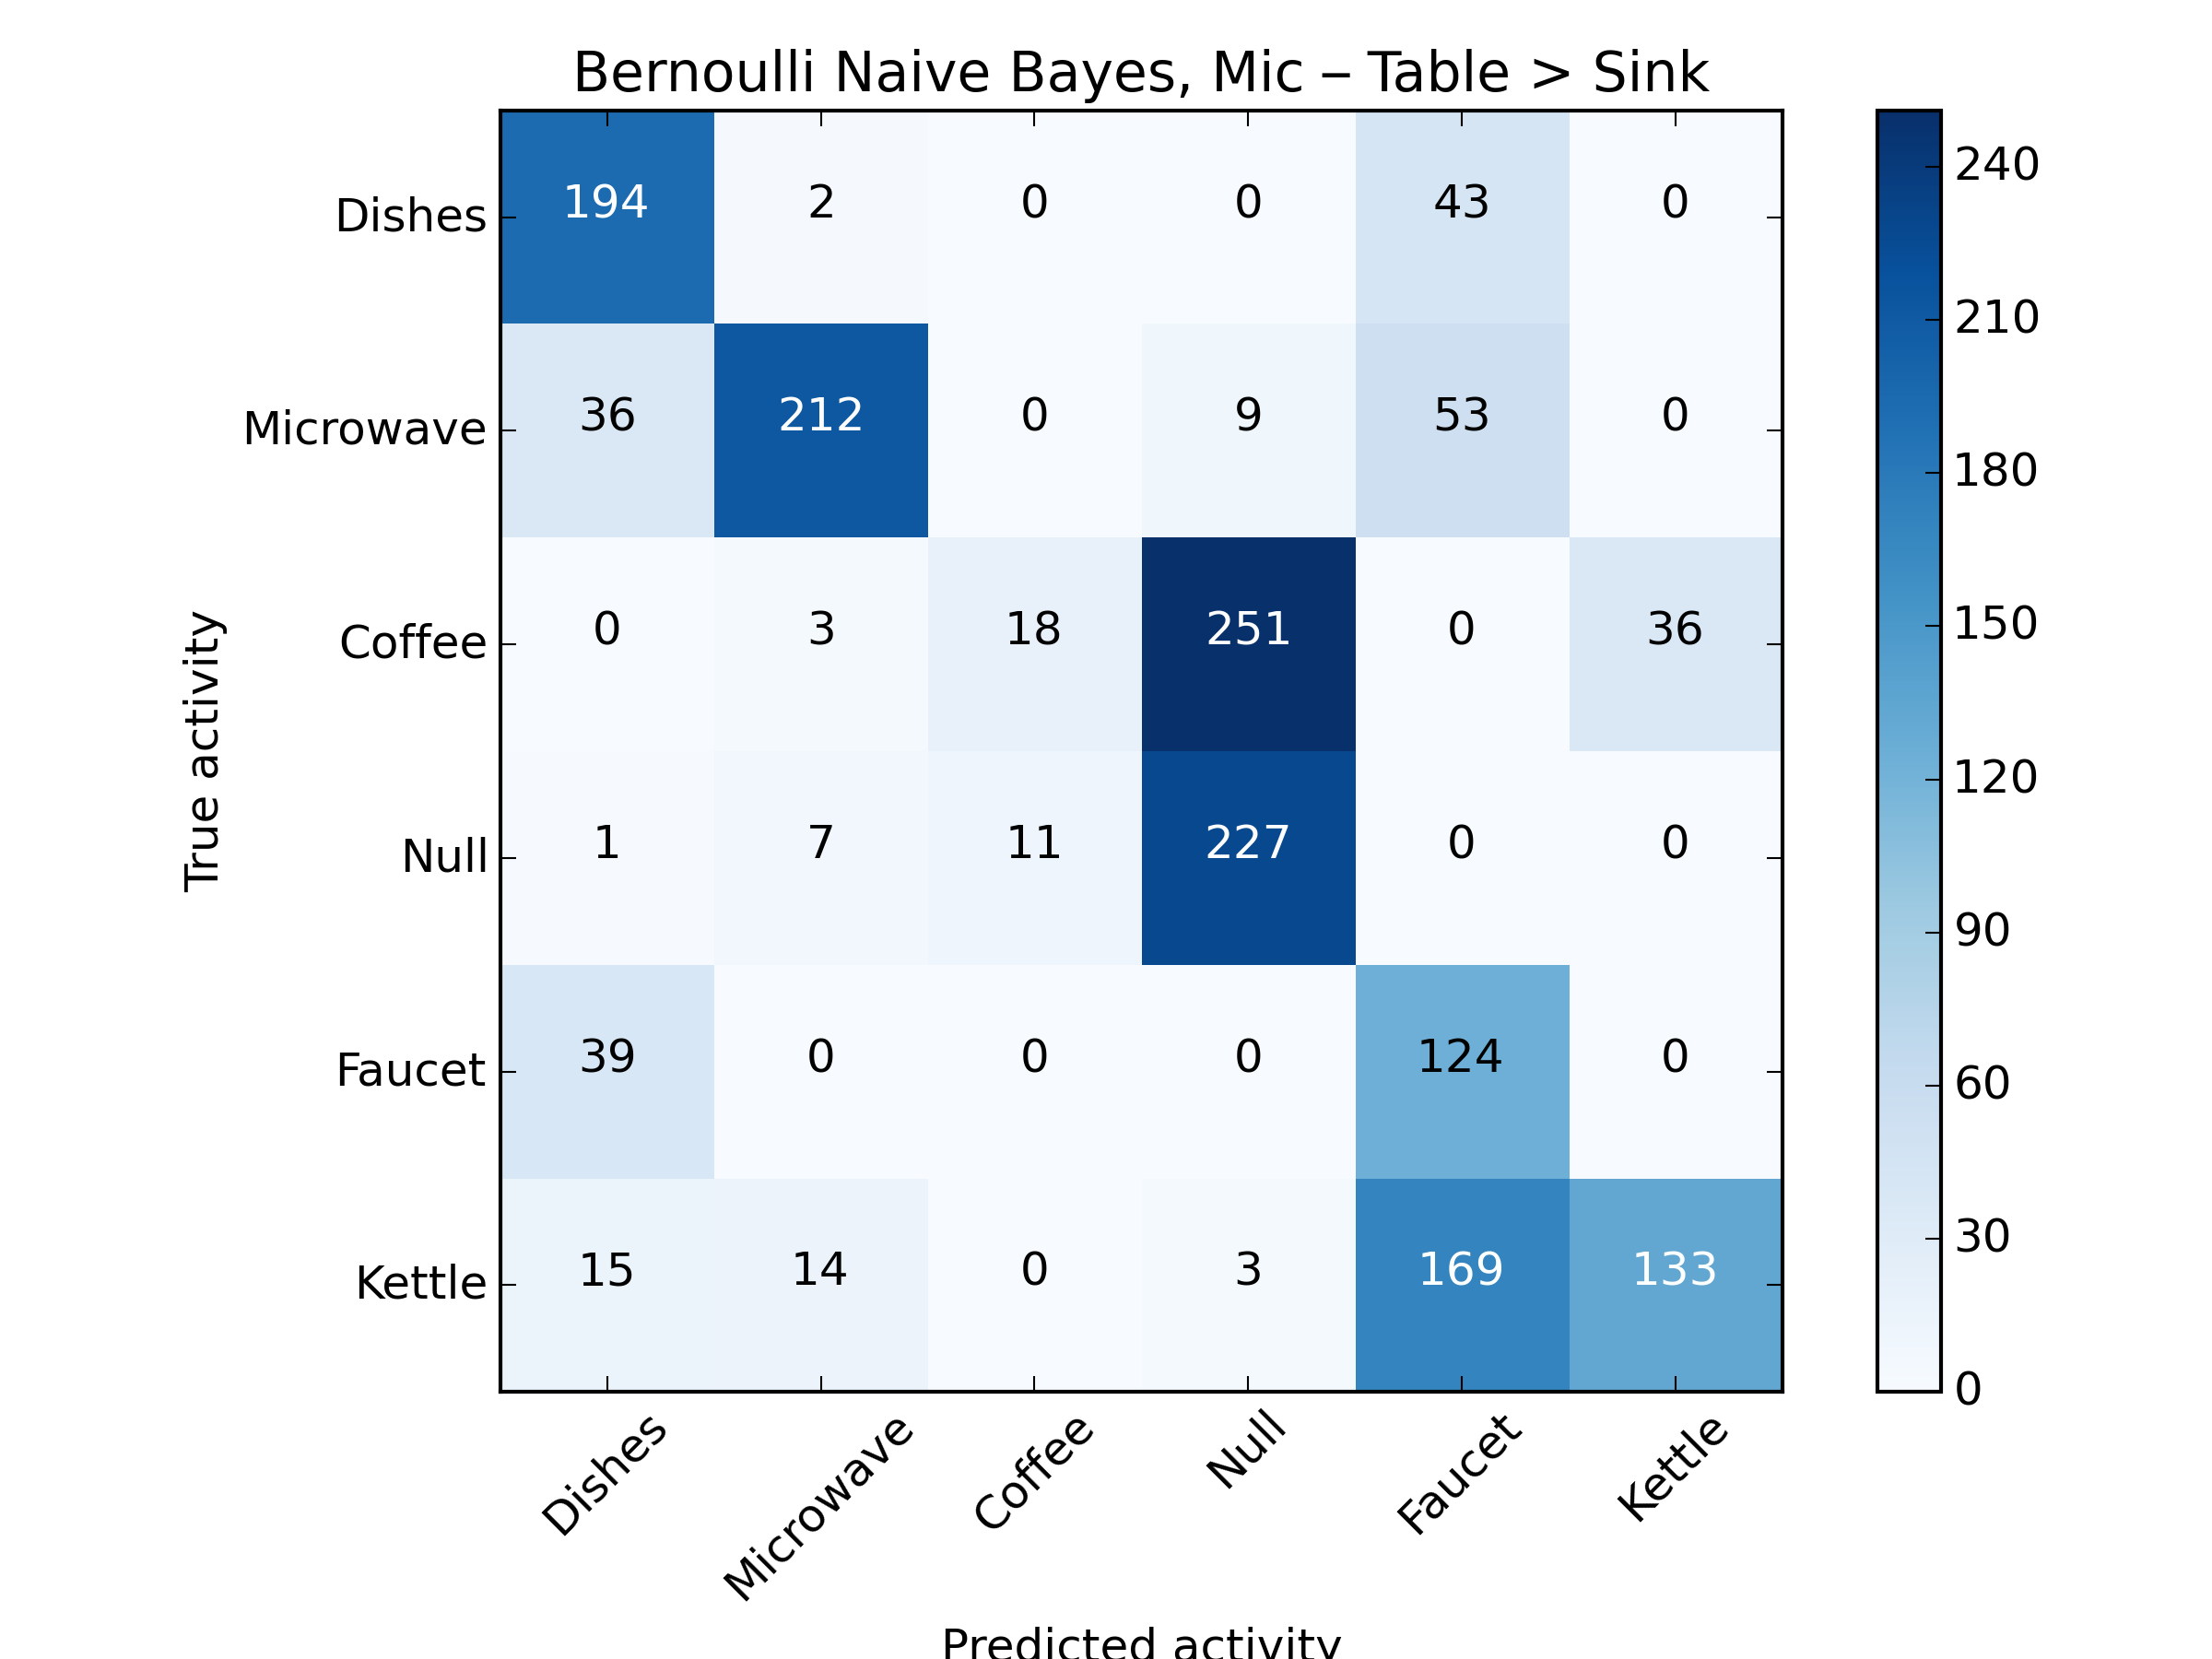 Bernoulli Naive Bayes, Mic – Table > Sink
Dishes 194 2 0 0 43 0
Microwave 36 212 0 9 53 0
Coffee 0 3 18 251 0 36
Null 1 7 11 227 0 0
Faucet 39 0 0 0 124 0
Kettle 15 14 0 3 169 133
True activity
Dishes Microwave Coffee Null Faucet Kettle
Predicted activity
240
210
180
150
120
90
60
30
0